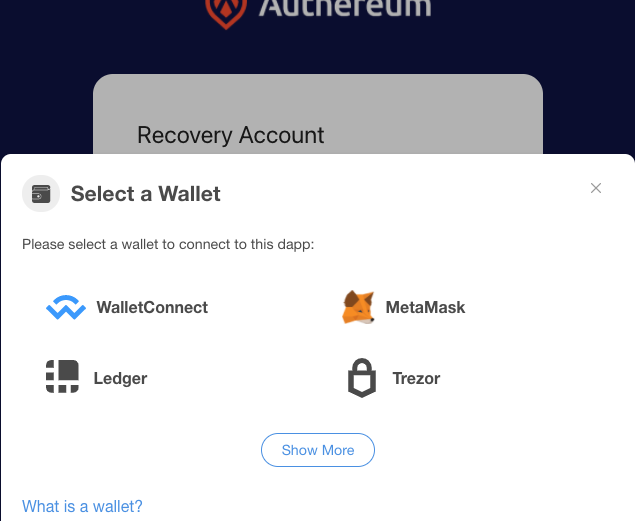 Authereum
Recovery Account
Select a Wallet
Please select a wallet to connect to this dapp:
WalletConnect
MetaMask
Ledger
Trezor
Show More
What is a wallet?